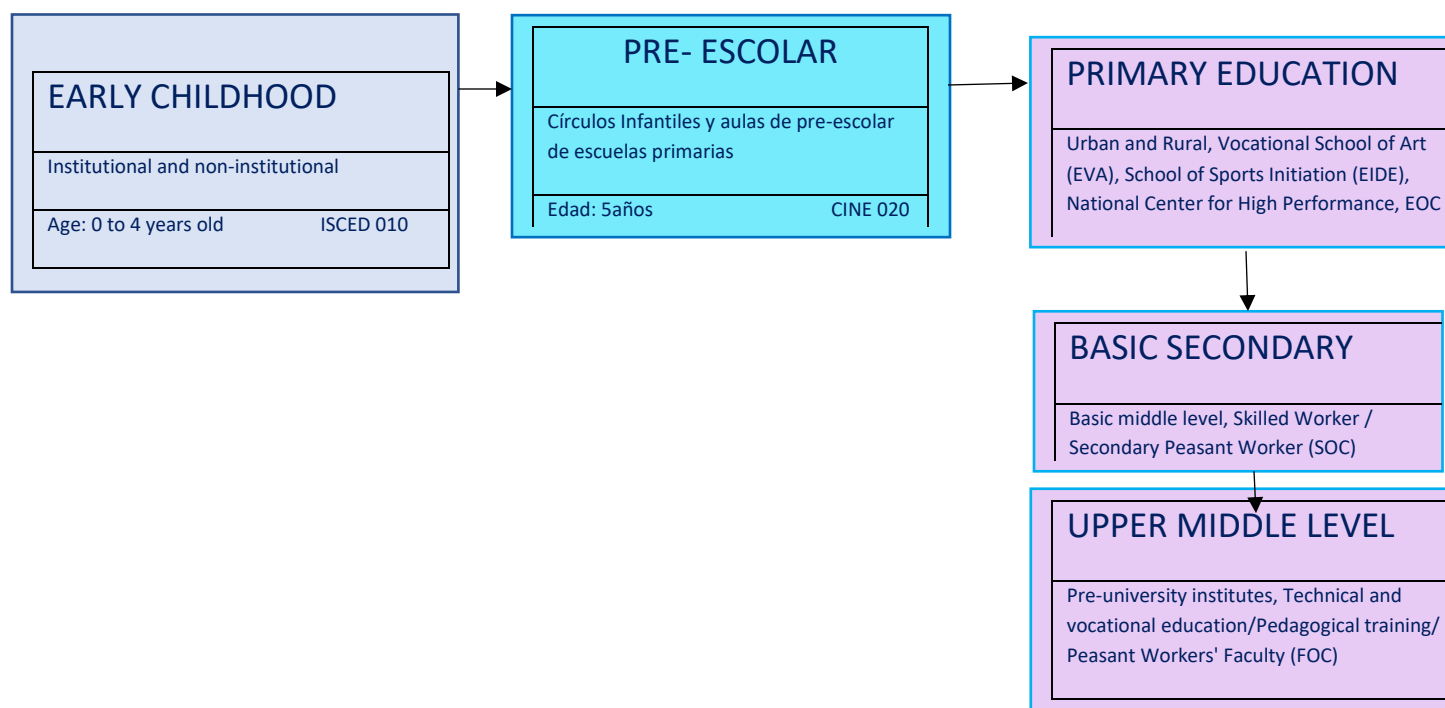 EARLY CHILDHOOD
Institutional and non-institutional
Age: 0 to 4 years old ISCED 010
PRE- ESCOLAR
Círculos Infantiles y aulas de pre-escolar
de escuelas primarias
Edad: 5años CINE 020
PRIMARY EDUCATION
Urban and Rural, Vocational School of Art
(EVA), School of Sports Initiation (EIDE),
National Center for High Performance, EOC
BASIC SECONDARY
Basic middle level, Skilled Worker /
Secondary Peasant Worker (SOC)
UPPER MIDDLE LEVEL
Pre-university institutes, Technical and
vocational education/Pedagogical training/
Peasant Workers' Faculty (FOC)